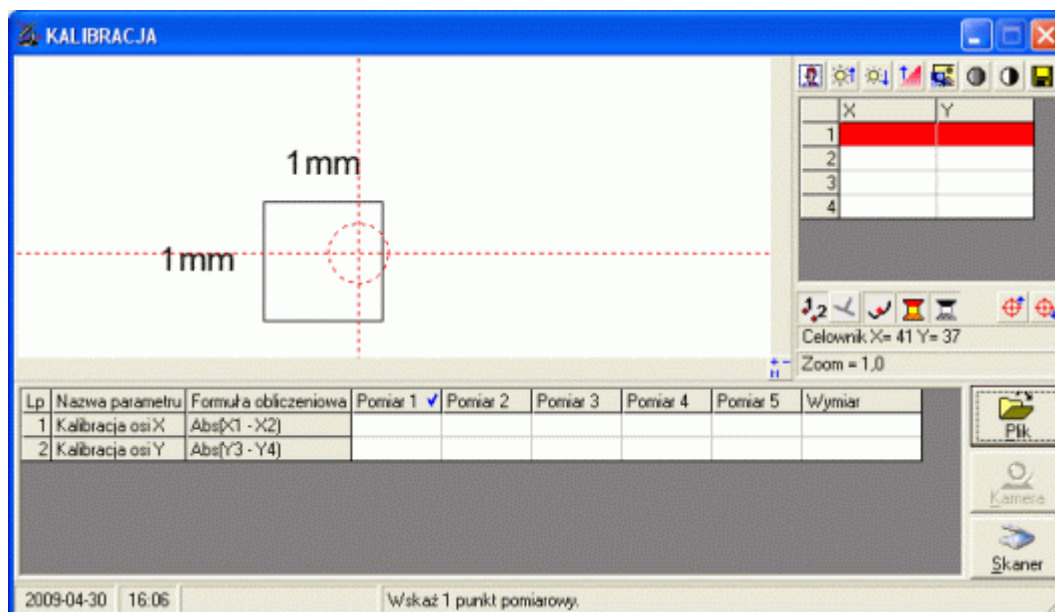 KALIBRACJA
X Y
1
2
3
4
1mm
1mm
Celownik X= 41 Y= 37
Zoom = 1,0
Lp Nazwa parametru Formuła obliczeniowa Pomiar 1 Pomiar 2 Pomiar 3 Pomiar 4 Pomiar 5 Wymiar
1 Kalibracja osi X Abs(X1 - X2)
2 Kalibracja osi Y Abs(Y3 - Y4)
Plik
Kamera
Skaner
2009-04-30 16:06 Wskaż 1 punkt pomiarowy.